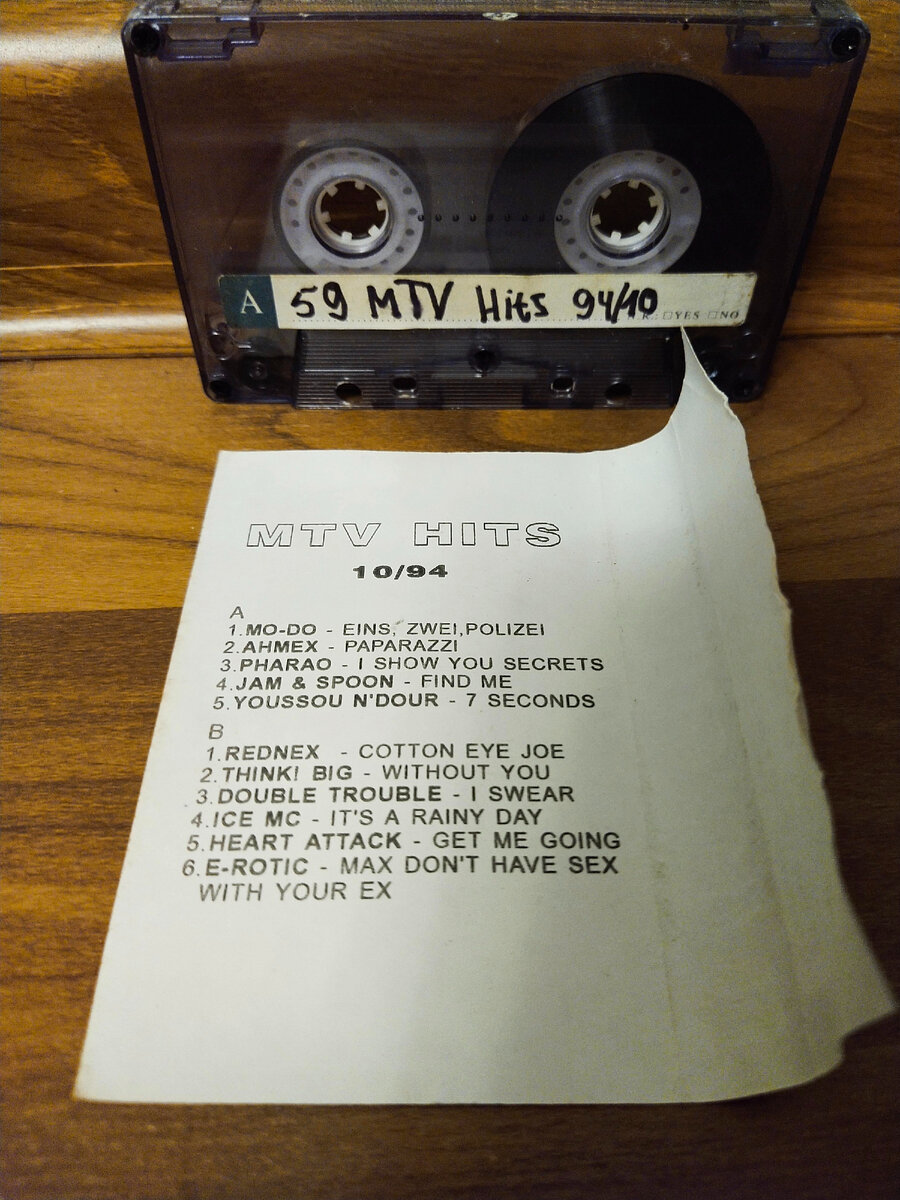 A 59 MTV Hits 94/10
YES NO
MTV HITS
10/94
A
1.MO-DO - EINS, ZWEI,POLIZEI
2.AHMEX - PAPARAZZI
3.PHARAO - I SHOW YOU SECRETS
4.JAM & SPOON - FIND ME
5.YOUSSOU N'DOUR - 7 SECONDS
B
1.REDNEX - COTTON EYE JOE
2.THINK! BIG - WITHOUT YOU
3.DOUBLE TROUBLE - I SWEAR
4.ICE MC - IT'S A RAINY DAY
5.HEART ATTACK - GET ME GOING
6.E-ROTIC - MAX DON'T HAVE SEX
WITH YOUR EX